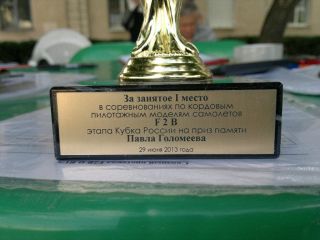 За занятое I место
в соревнованиях по кордовым
пилотажным моделям самолетов
F 2 B
этапа Кубка России на приз памяти
Павла Голомеева
29 июня 2013 года